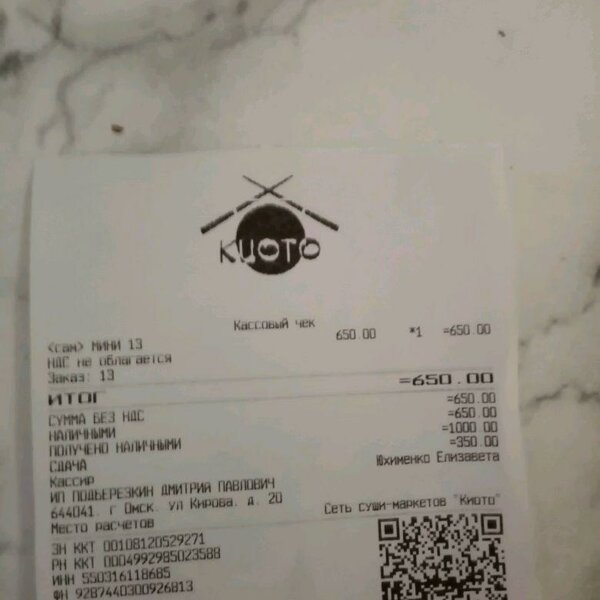 КИОТО
Кассовый чек
<сам> МИНИ 13 650.00 *1 =650.00
НДС не облагается
Заказ: 13
ИТОГ =650.00
СУММА БЕЗ НДС =650.00
НАЛИЧНЫМИ =650.00
ПОЛУЧЕНО НАЛИЧНЫМИ =1000.00
СДАЧА =350.00
Кассир Юхименко Елизавета
ИП ПОДБЕРЕЗКИН ДМИТРИЙ ПАВЛОВИЧ
644041. г Омск. ул Кирова. д. 20
Место расчетов Сеть суши-маркетов "Киото"
ЗН ККТ 00108120529271
РН ККТ 0004992985023588
ИНН 550316118685
ФН 9287440300926813